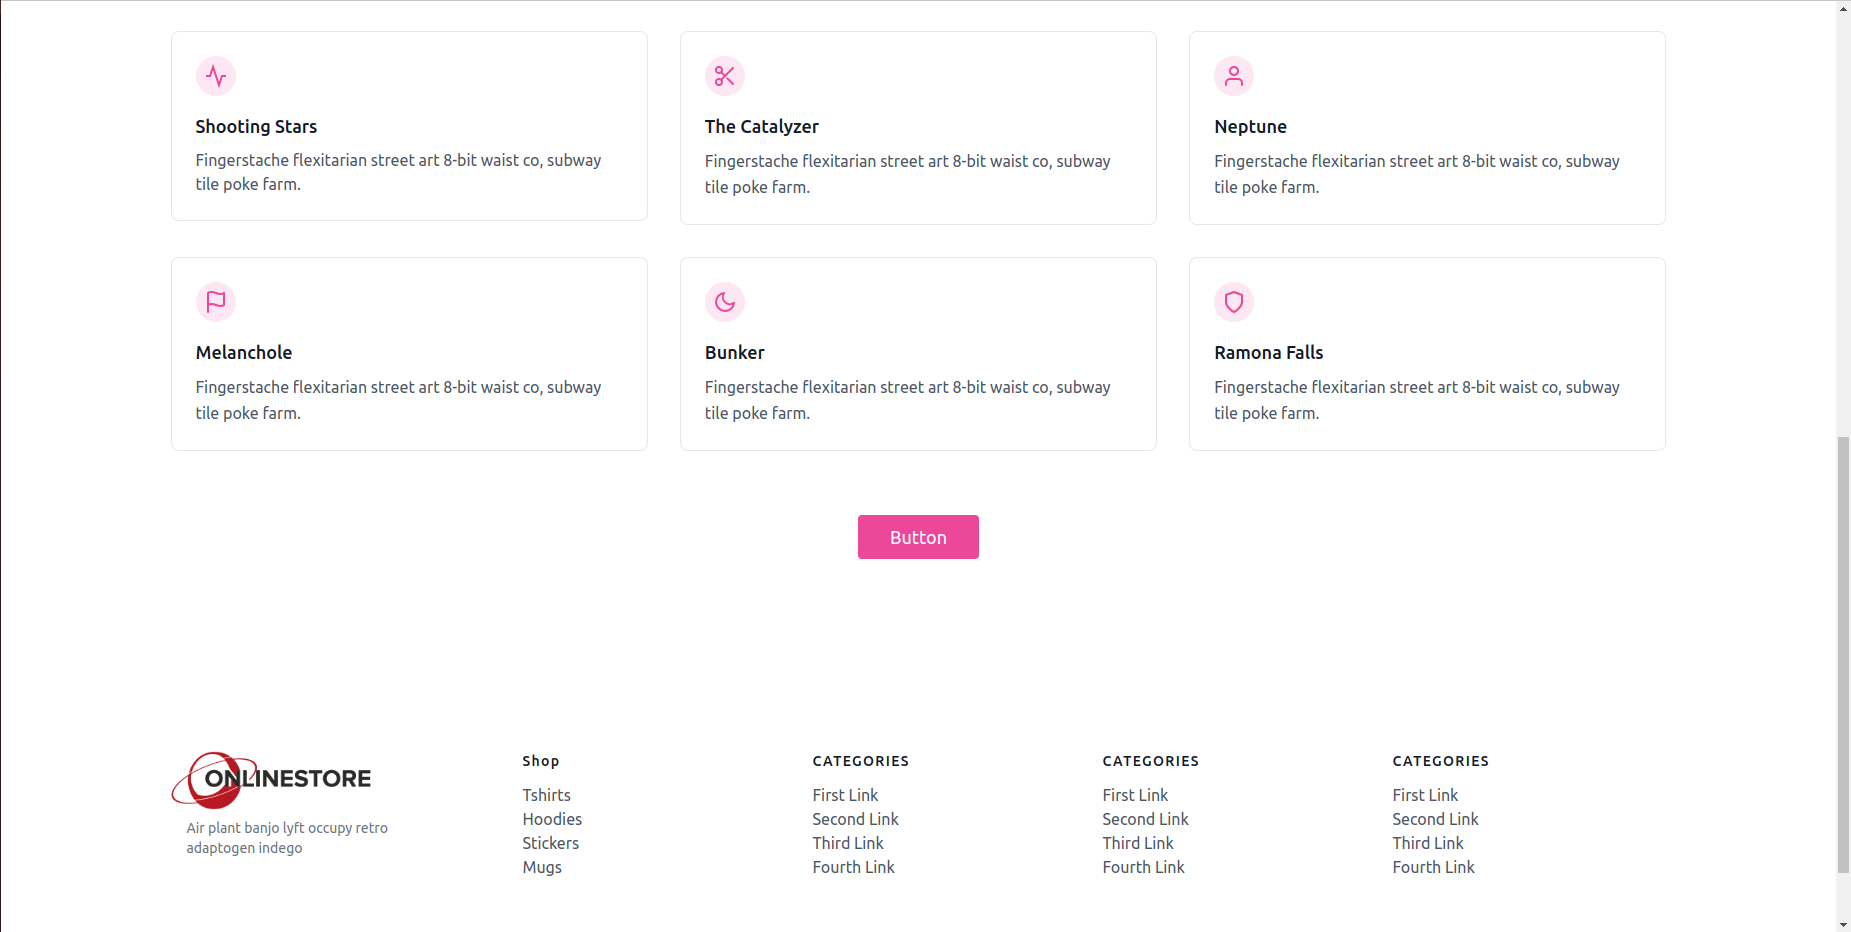 Shooting Stars
Fingerstache flexitarian street art 8-bit waist co, subway
tile poke farm.
The Catalyzer
Fingerstache flexitarian street art 8-bit waist co, subway
tile poke farm.
Neptune
Fingerstache flexitarian street art 8-bit waist co, subway
tile poke farm.
Melanchole
Fingerstache flexitarian street art 8-bit waist co, subway
tile poke farm.
Bunker
Fingerstache flexitarian street art 8-bit waist co, subway
tile poke farm.
Ramona Falls
Fingerstache flexitarian street art 8-bit waist co, subway
tile poke farm.
Button
ONLINESTORE
Air plant banjo lyft occupy retro
adaptogen indego
Shop
Tshirts
Hoodies
Stickers
Mugs
CATEGORIES
First Link
Second Link
Third Link
Fourth Link
CATEGORIES
First Link
Second Link
Third Link
Fourth Link
CATEGORIES
First Link
Second Link
Third Link
Fourth Link